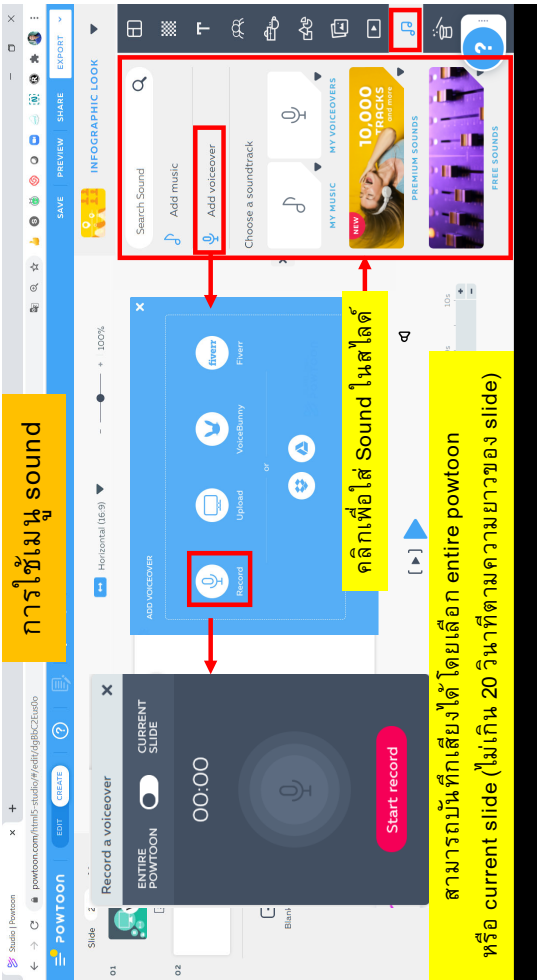 การใช้เมนู sound
Studio | Powtoon
powtoon.com/html5-studio/#/edit/dgBbC2Eus0o
POWTOON
EDIT
CREATE
SAVE
PREVIEW
SHARE
EXPORT
Slide
01
02
Horizontal (16:9)
100%
INFOGRAPHIC LOOK
Record a voiceover
ENTIRE POWTOON
CURRENT SLIDE
00:00
Start record
ADD VOICEOVER
Record
Upload
VoiceBunny
fiverr
Fiverr
or
Search Sound
Add music
Add voiceover
Choose a soundtrack
MY MUSIC
MY VOICEOVERS
NEW
10,000
TRACKS
and more
PREMIUM SOUNDS
FREE SOUNDS
คลิกเพื่อใส่ Sound ในสไลด์
10s
สามารถบันทึกเสียงได้ โดยเลือก entire powtoon
หรือ current slide (ไม่เกิน 20 วินาทีตามความยาวของ slide)